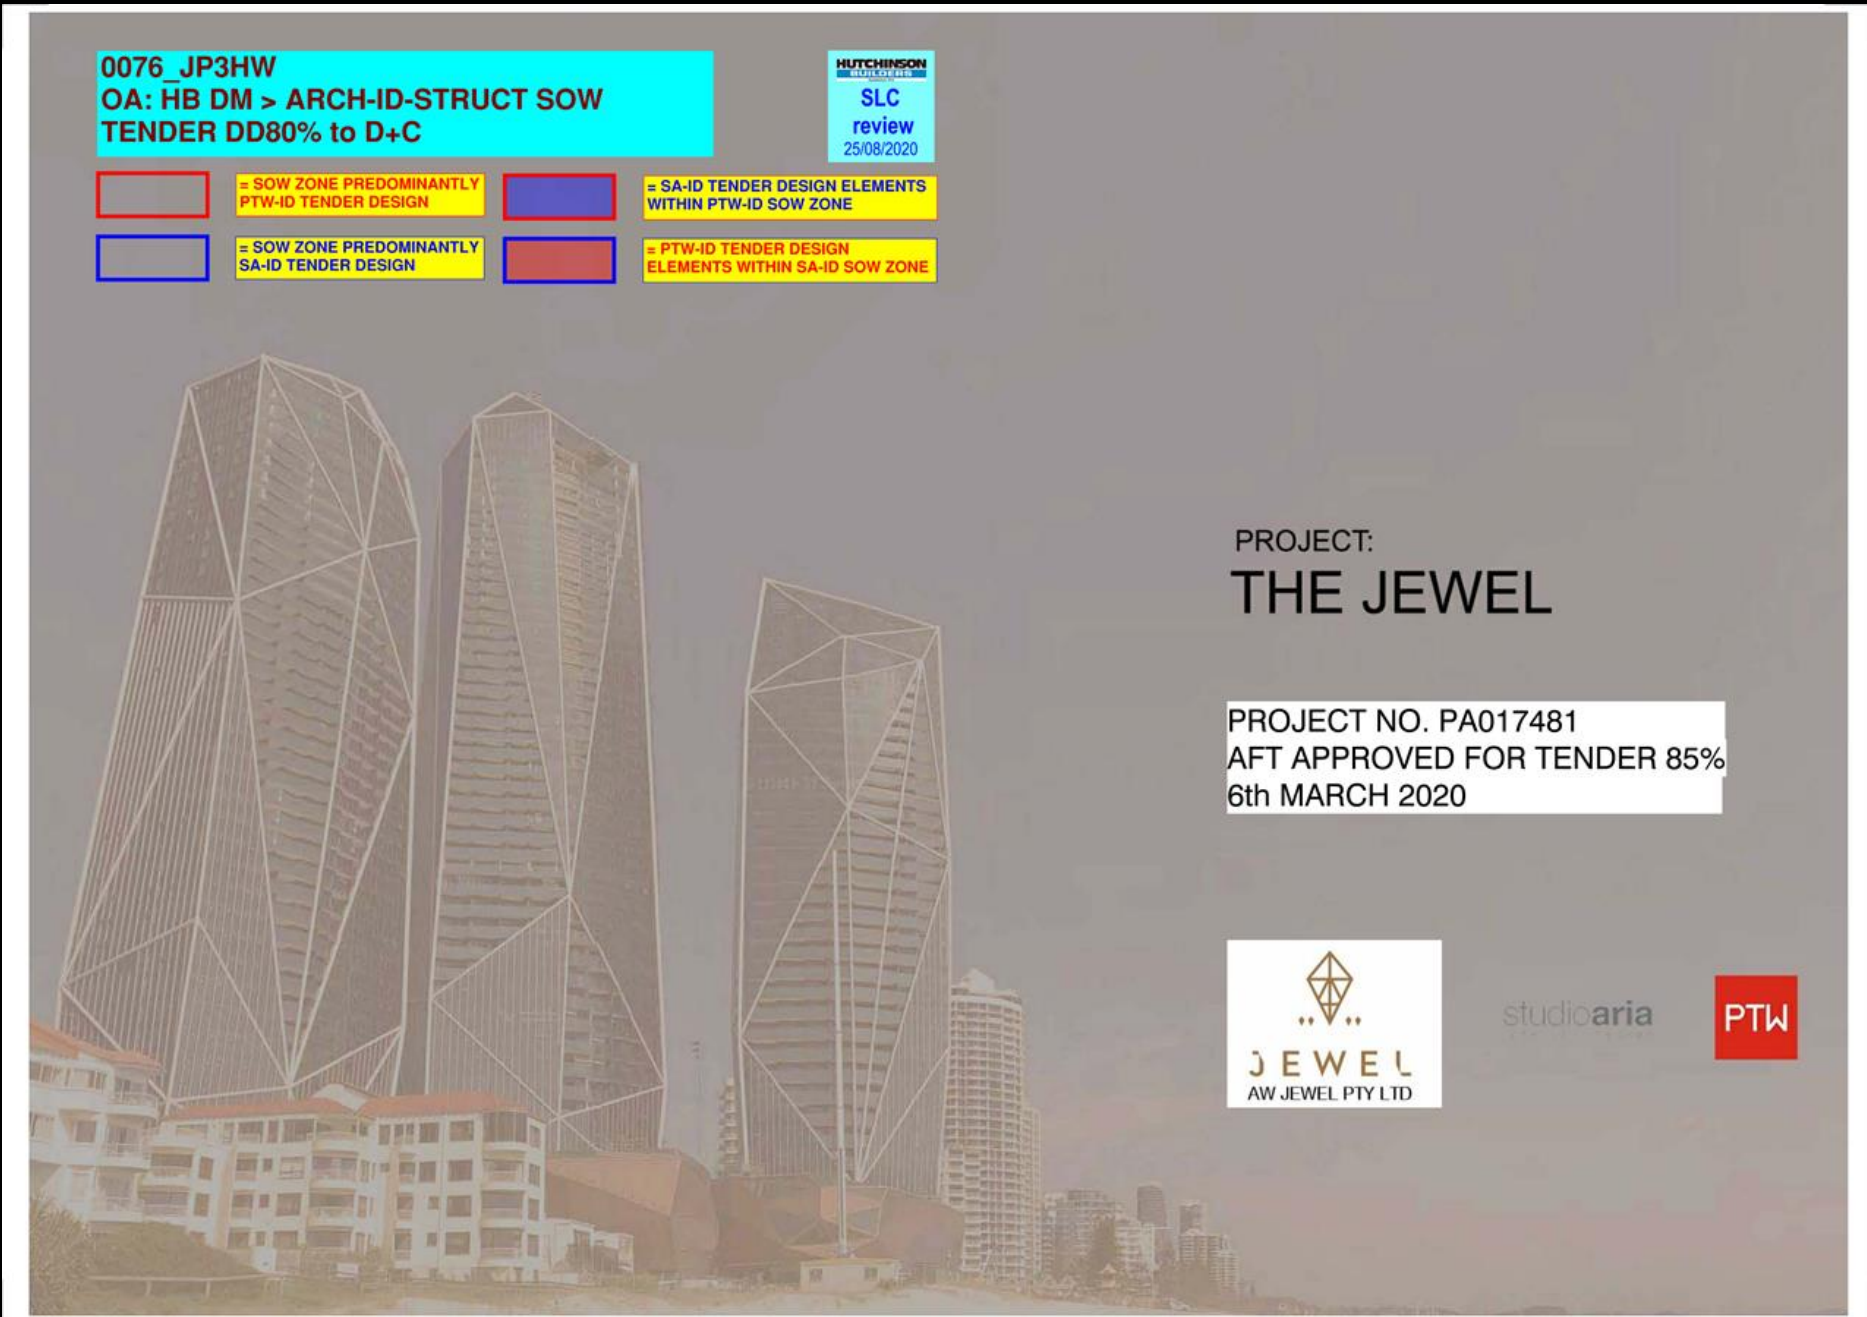 0076_JP3HW
OA: HB DM > ARCH-ID-STRUCT SOW
TENDER DD80% to D+C
HUTCHINSON
BUILDERS
SLC
review
25/08/2020
= SOW ZONE PREDOMINANTLY
PTW-ID TENDER DESIGN
= SA-ID TENDER DESIGN ELEMENTS
WITHIN PTW-ID SOW ZONE
= SOW ZONE PREDOMINANTLY
SA-ID TENDER DESIGN
= PTW-ID TENDER DESIGN
ELEMENTS WITHIN SA-ID SOW ZONE
PROJECT:
THE JEWEL
PROJECT NO. PA017481
AFT APPROVED FOR TENDER 85%
6th MARCH 2020
JEWEL
AW JEWEL PTY LTD
studioaria
PTW